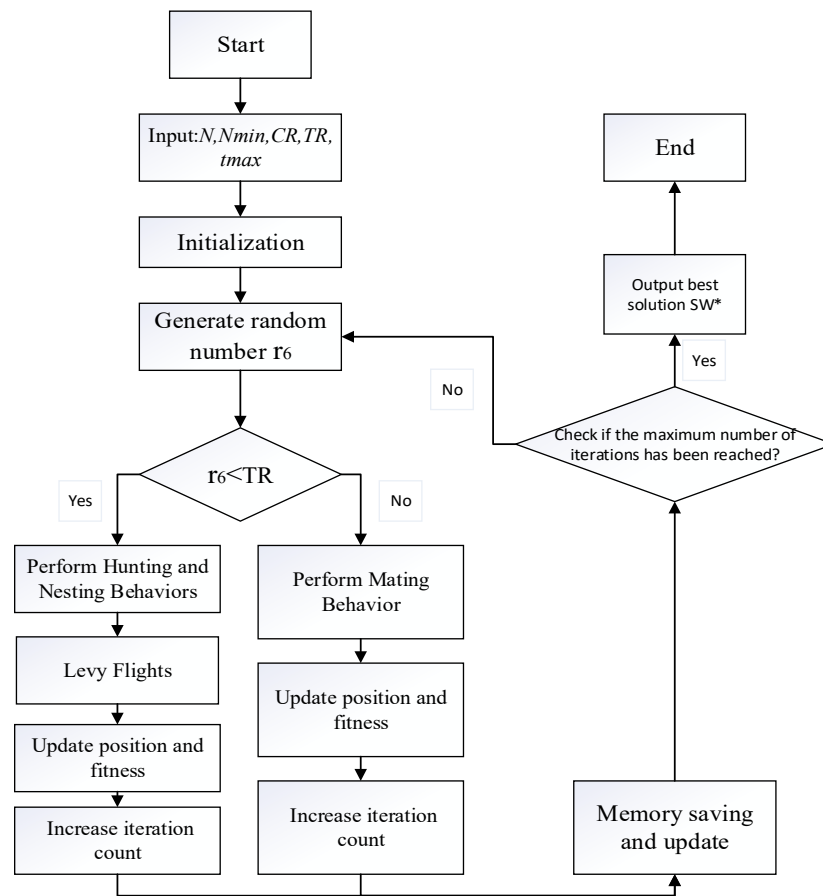 Start
Input:N,Nmin,CR,TR,
tmax
Initialization
Generate random
number r6
r6<TR
Yes
No
Perform Hunting and
Nesting Behaviors
Levy Flights
Update position and
fitness
Increase iteration
count
Perform Mating
Behavior
Update position and
fitness
Increase iteration
count
Memory saving
and update
Check if the maximum number of
iterations has been reached?
No
Yes
Output best
solution SW*
End